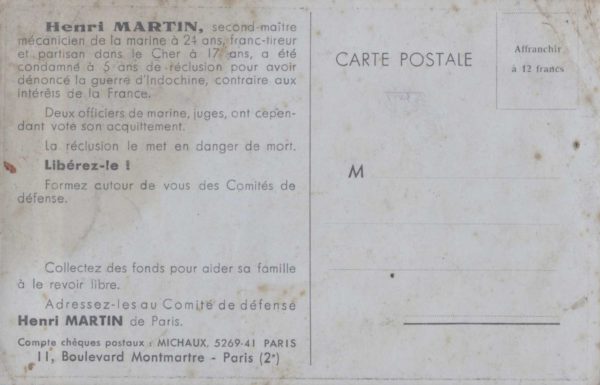 Henri MARTIN, second-maître
mécanicien de la marine à 24 ans, franc-tireur
et partisan dans le Cher à 17 ans, a été
condamné à 5 ans de réclusion pour avoir
dénoncé la guerre d'Indochine, contraire aux
intérêts de la France.
Deux officiers de marine, juges, ont cepen-
dant voté son acquittement.
La réclusion le met en danger de mort.
Libérez-le !
Formez autour de vous des Comités de
défense.
Collectez des fonds pour aider sa famille
à le revoir libre.
Adressez-les au Comité de défense
Henri MARTIN de Paris.
Compte chèques postaux : MICHAUX, 5269-41 PARIS
11, Boulevard Montmartre - Paris (2e)
CARTE POSTALE
Affranchir
à 12 francs
M